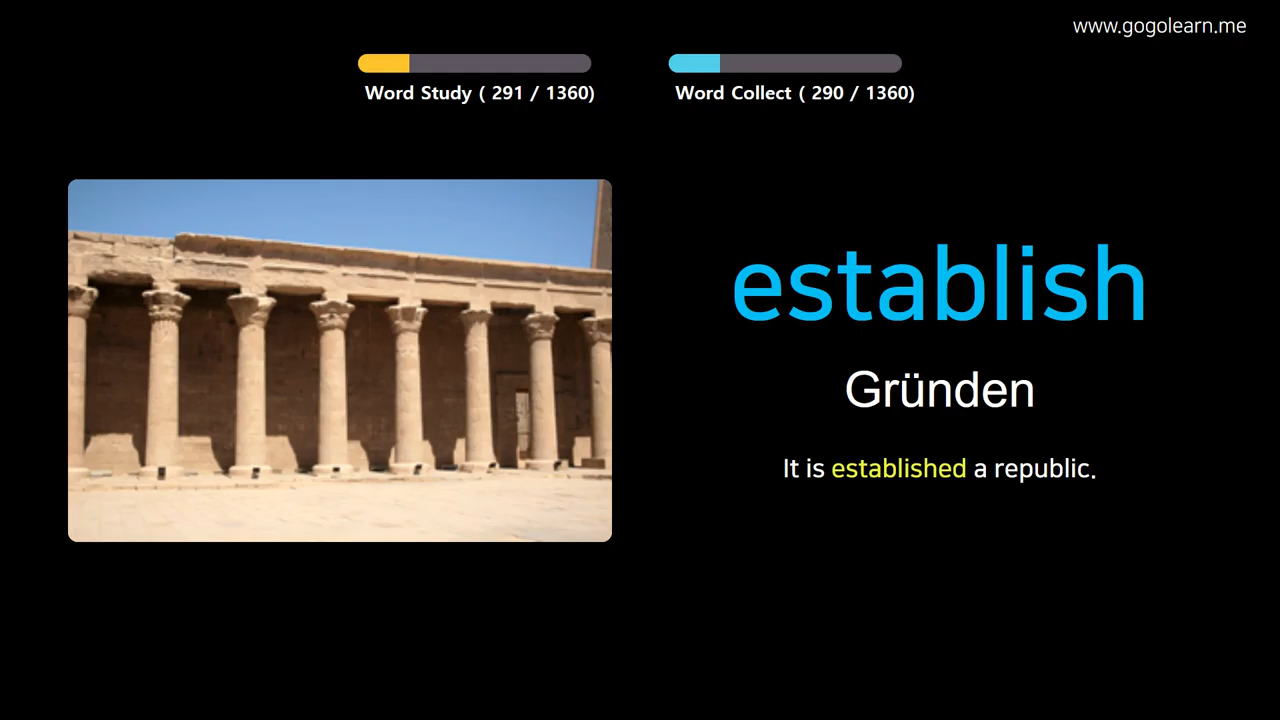 www.gogolearn.me
Word Study ( 291 / 1360)
Word Collect ( 290 / 1360)
establish
Gründen
It is established a republic.